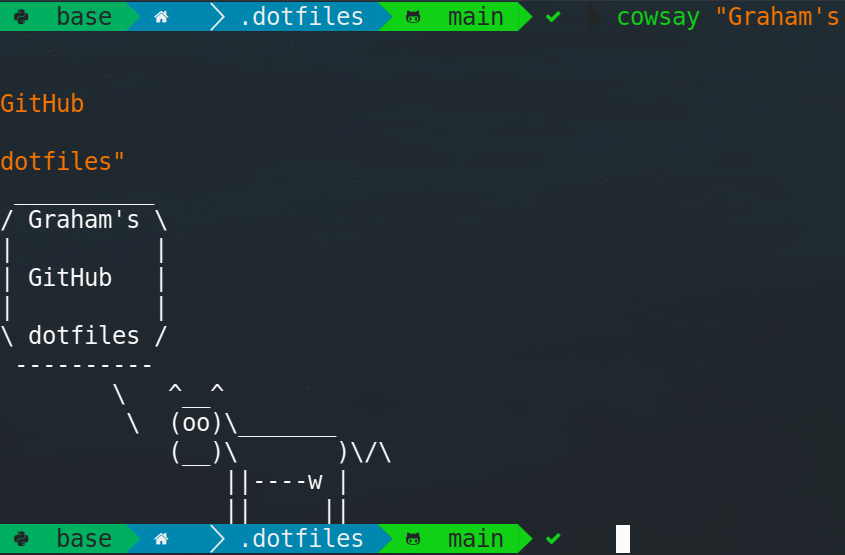 base .dotfiles main ✔ cowsay "Graham's
GitHub
dotfiles"
 __________
/ Graham's \
|          |
| GitHub   |
|          |
\ dotfiles /
 ----------
        \   ^__^
         \  (oo)\_______
            (__)\       )\/\
                ||----w |
                ||     ||
base .dotfiles main ✔